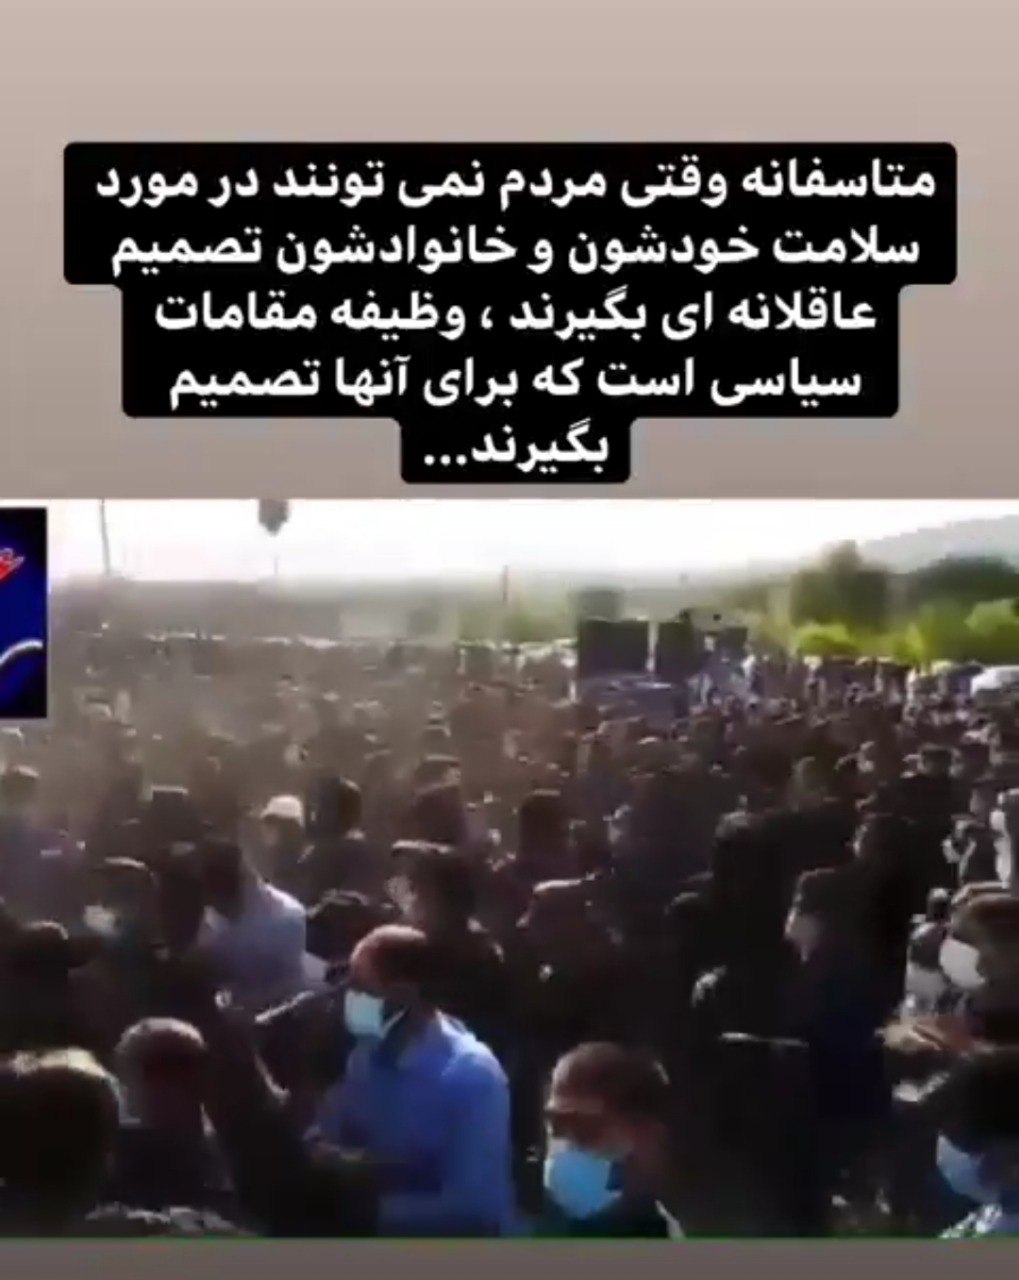 متاسفانه وقتی مردم نمی تونند در مورد
سلامت خودشون و خانوادشون تصمیم
عاقلانه ای بگیرند ، وظیفه مقامات
سیاسی است که برای آنها تصمیم
بگیرند...